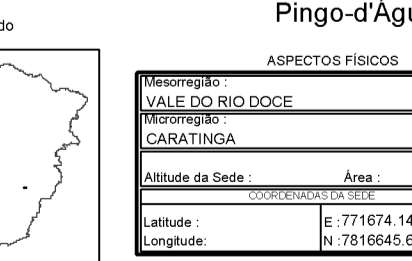 Pingo-d'Águ
do
ASPECTOS FÍSICOS
Mesorregião :
VALE DO RIO DOCE
Microrregião :
CARATINGA
Altitude da Sede : Área :
COORDENADAS DA SEDE
Latitude : E : 771674.14
Longitude: N :7816645.6